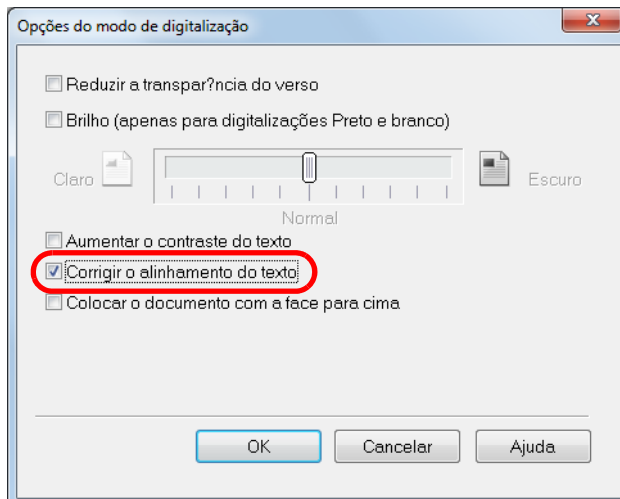 Opções do modo de digitalização
Reduzir a transpar?ncia do verso
Brilho (apenas para digitalizações Preto e branco)
Claro Escuro
Normal
Aumentar o contraste do texto
Corrigir o alinhamento do texto
Colocar o documento com a face para cima
OK Cancelar Ajuda